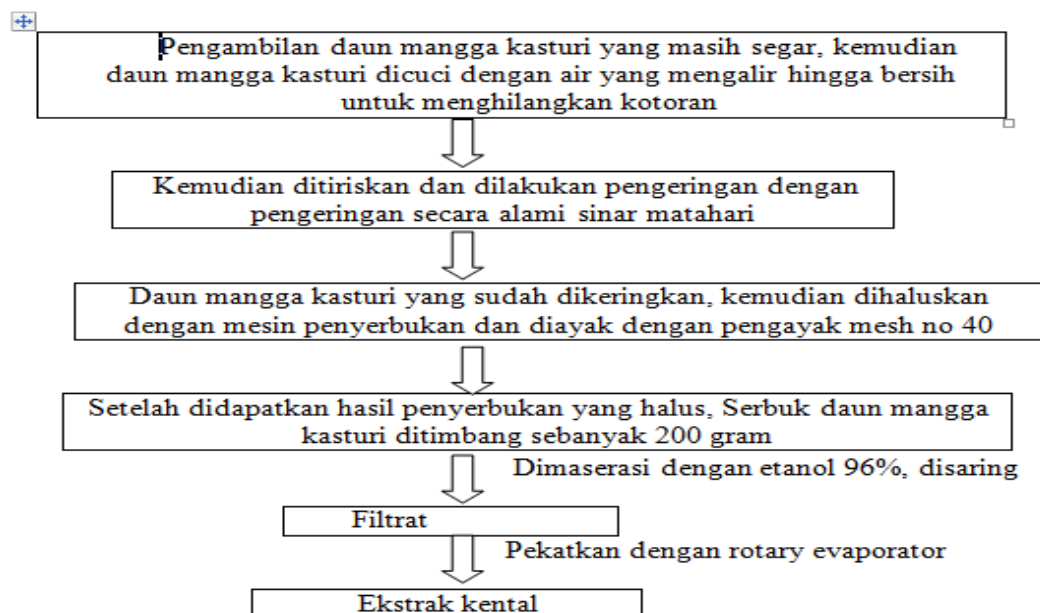 Pengambilan daun mangga kasturi yang masih segar, kemudian
daun mangga kasturi dicuci dengan air yang mengalir hingga bersih
untuk menghilangkan kotoran
Kemudian ditiriskan dan dilakukan pengeringan dengan
pengeringan secara alami sinar matahari
Daun mangga kasturi yang sudah dikeringkan, kemudian dihaluskan
dengan mesin penyerbukan dan diayak dengan pengayak mesh no 40
Setelah didapatkan hasil penyerbukan yang halus, Serbuk daun mangga
kasturi ditimbang sebanyak 200 gram
Dimaserasi dengan etanol 96%, disaring
Filtrat
Pekatkan dengan rotary evaporator
Ekstrak kental